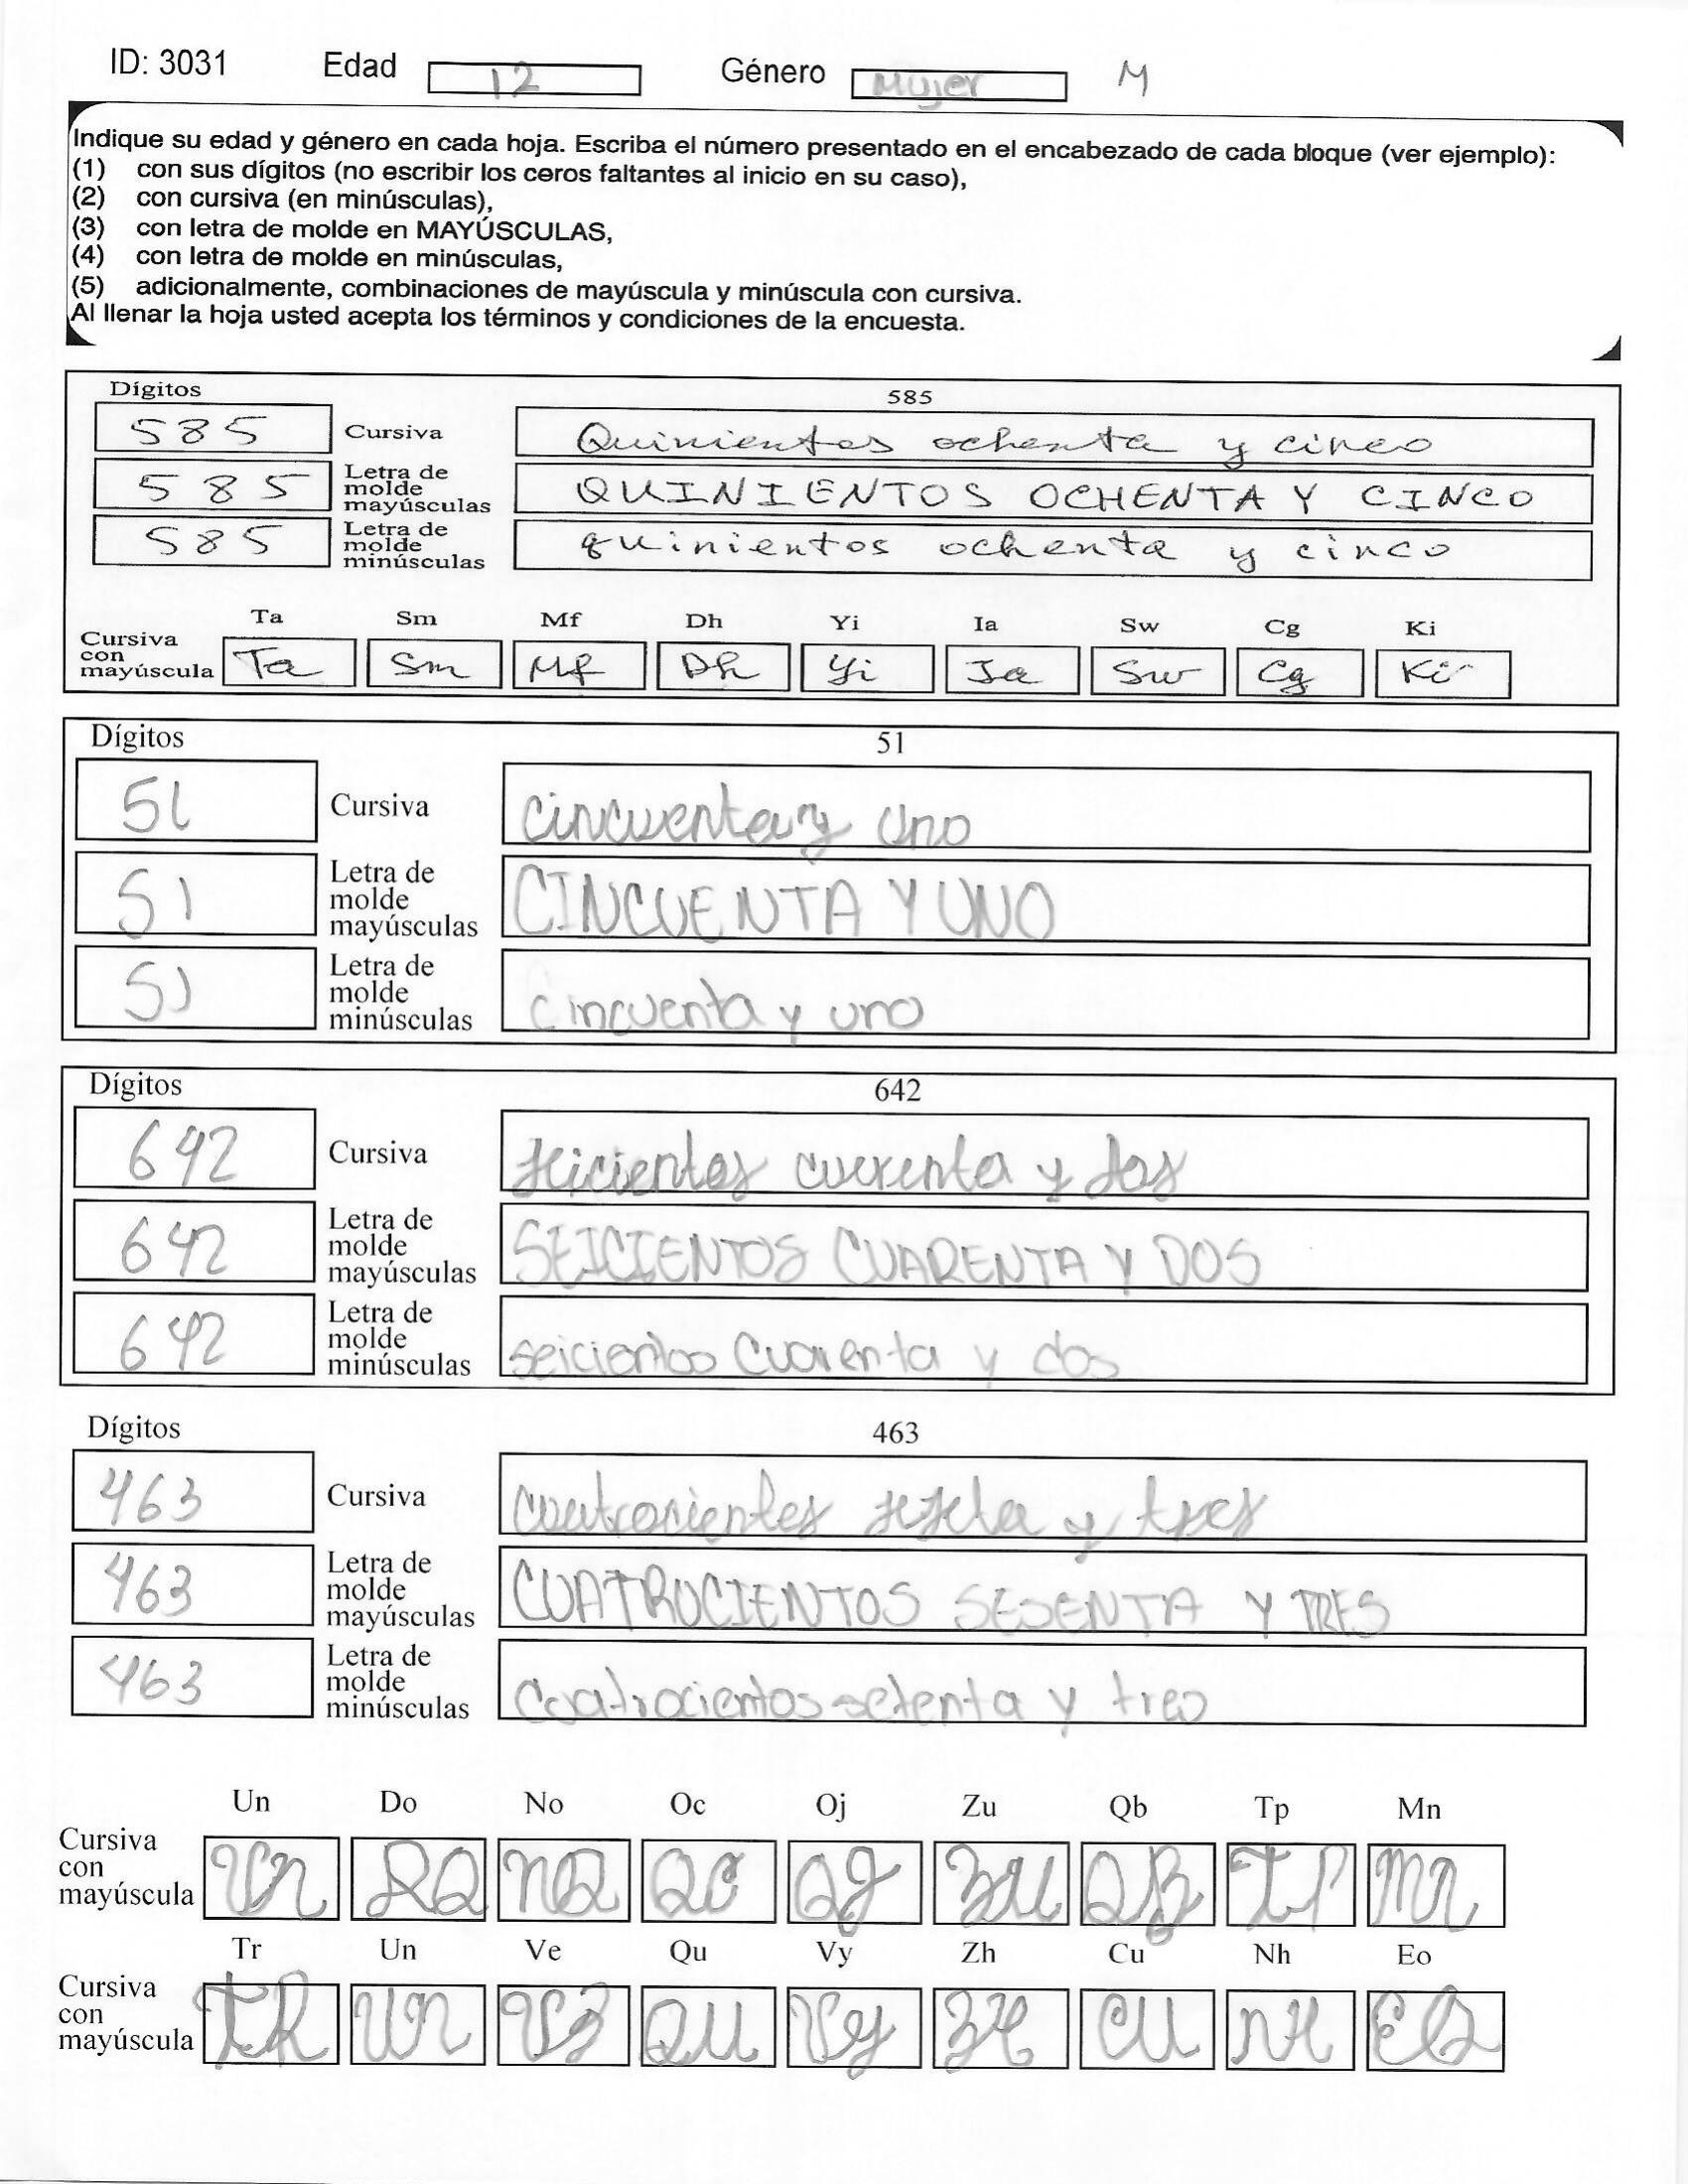 ID: 3031 Edad 12 Género Mujer M
Indique su edad y género en cada hoja. Escriba el número presentado en el encabezado de cada bloque (ver ejemplo):
(1) con sus dígitos (no escribir los ceros faltantes al inicio en su caso),
(2) con cursiva (en minúsculas),
(3) con letra de molde en MAYÚSCULAS,
(4) con letra de molde en minúsculas,
(5) adicionalmente, combinaciones de mayúscula y minúscula con cursiva.
Al llenar la hoja usted acepta los términos y condiciones de la encuesta.
Dígitos 585
585 Cursiva Quinientos ochenta y cinco
585 Letra de molde mayúsculas QUINIENTOS OCHENTA Y CINCO
585 Letra de molde minúsculas quinientos ochenta y cinco
Ta Sm Mf Dh Yi Ia Sw Cg Ki
Cursiva con mayúscula Ta Sm Mf Dh Yi Ia Sw Cg Ki
Dígitos 51
51 Cursiva cincuenta y uno
51 Letra de molde mayúsculas CINCUENTA Y UNO
51 Letra de molde minúsculas cincuenta y uno
Dígitos 642
642 Cursiva seicientos cuarenta y dos
642 Letra de molde mayúsculas SEICIENTOS CUARENTA Y DOS
642 Letra de molde minúsculas seicientos cuarenta y dos
Dígitos 463
463 Cursiva cuatrocientos y tres
463 Letra de molde mayúsculas CUATROCIENTOS SESENTA Y TRES
463 Letra de molde minúsculas cuatrocientos setenta y tres
Un Do No Oc Oj Zu Qb Tp Mn
Cursiva con mayúscula Un DO NO OC OJ ZU QB TP Mn
Tr Un Ve Qu Vy Zh Cu Nh Eo
Cursiva con mayúscula TR Un QU Vy ZH CU NH EO